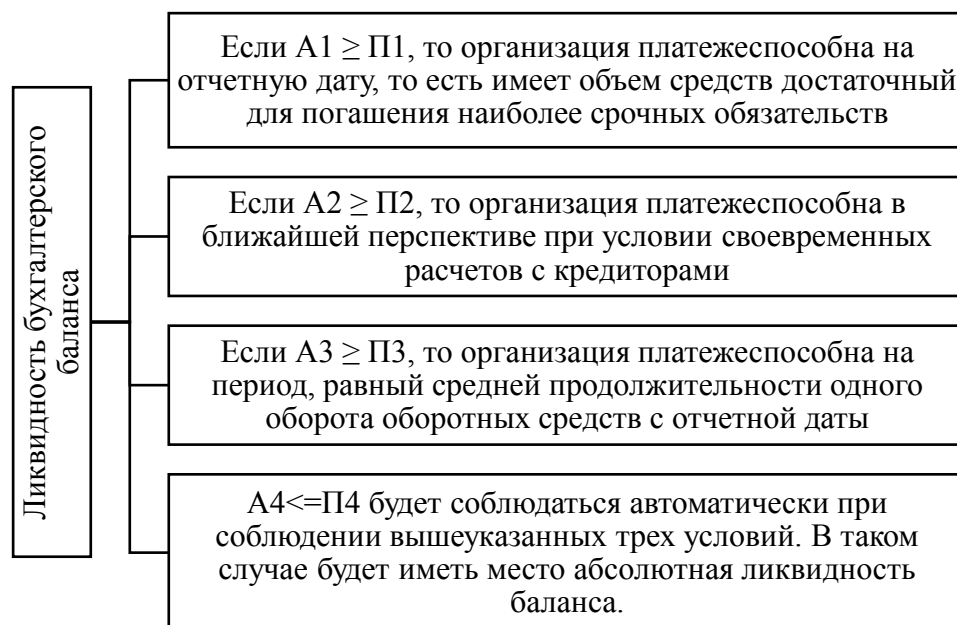 Ликвидность бухгалтерского
баланса
Если А1 ≥ П1, то организация платежеспособна на
отчетную дату, то есть имеет объем средств достаточный
для погашения наиболее срочных обязательств
Если А2 ≥ П2, то организация платежеспособна в
ближайшей перспективе при условии своевременных
расчетов с кредиторами
Если А3 ≥ П3, то организация платежеспособна на
период, равный средней продолжительности одного
оборота оборотных средств с отчетной даты
А4<=П4 будет соблюдаться автоматически при
соблюдении вышеуказанных трех условий. В таком
случае будет иметь место абсолютная ликвидность
баланса.